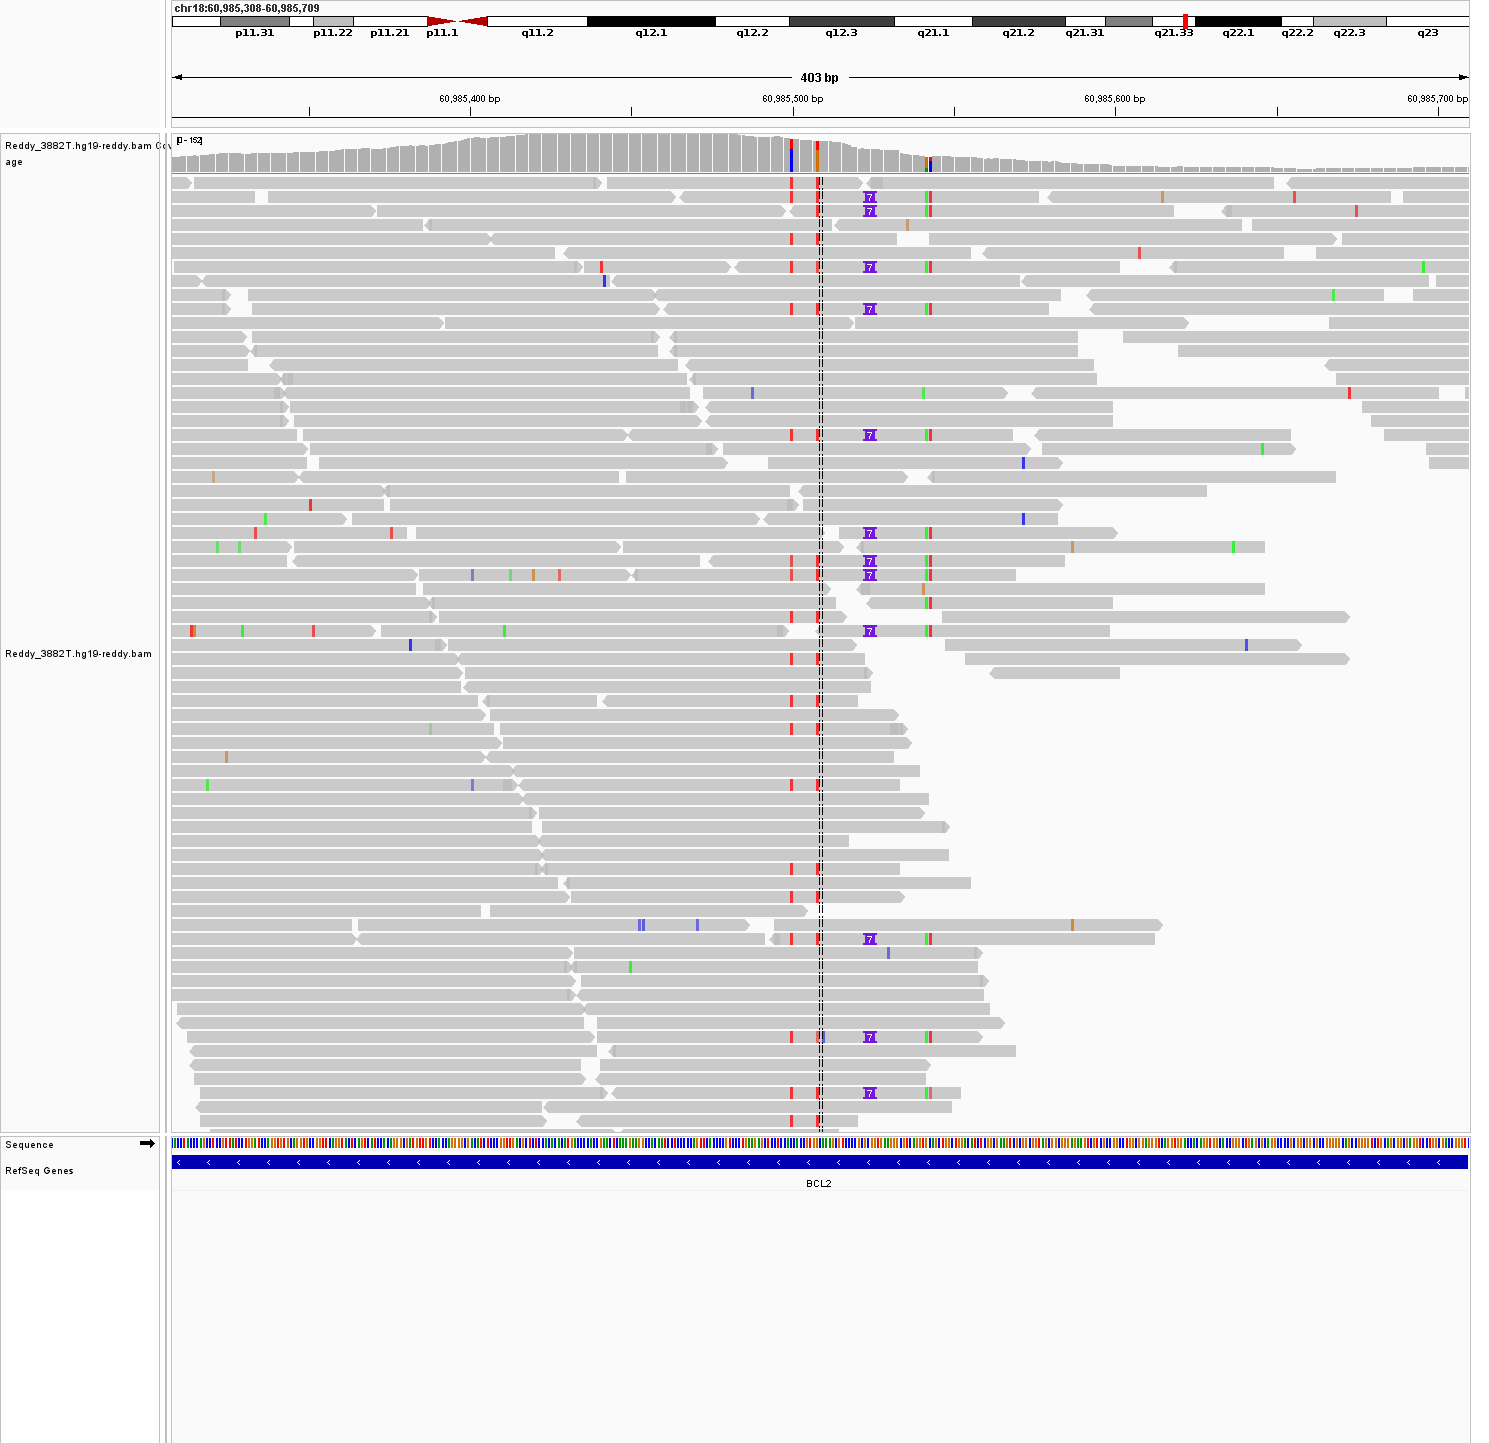 chr18:60,985,308-60,985,709
p11.31 p11.22 p11.21 p11.1 q11.2 q12.1 q12.2 q12.3 q21.1 q21.2 q21.31 q21.33 q22.1 q22.2 q22.3 q23
403 bp
60,985,400 bp 60,985,500 bp 60,985,600 bp 60,985,700 bp
Reddy_3882T.hg19-reddy.bam Cov
age
[0 - 152]
7
7
7
7
7
7
7
7
7
Reddy_3882T.hg19-reddy.bam
7
7
7
Sequence
RefSeq Genes
BCL2